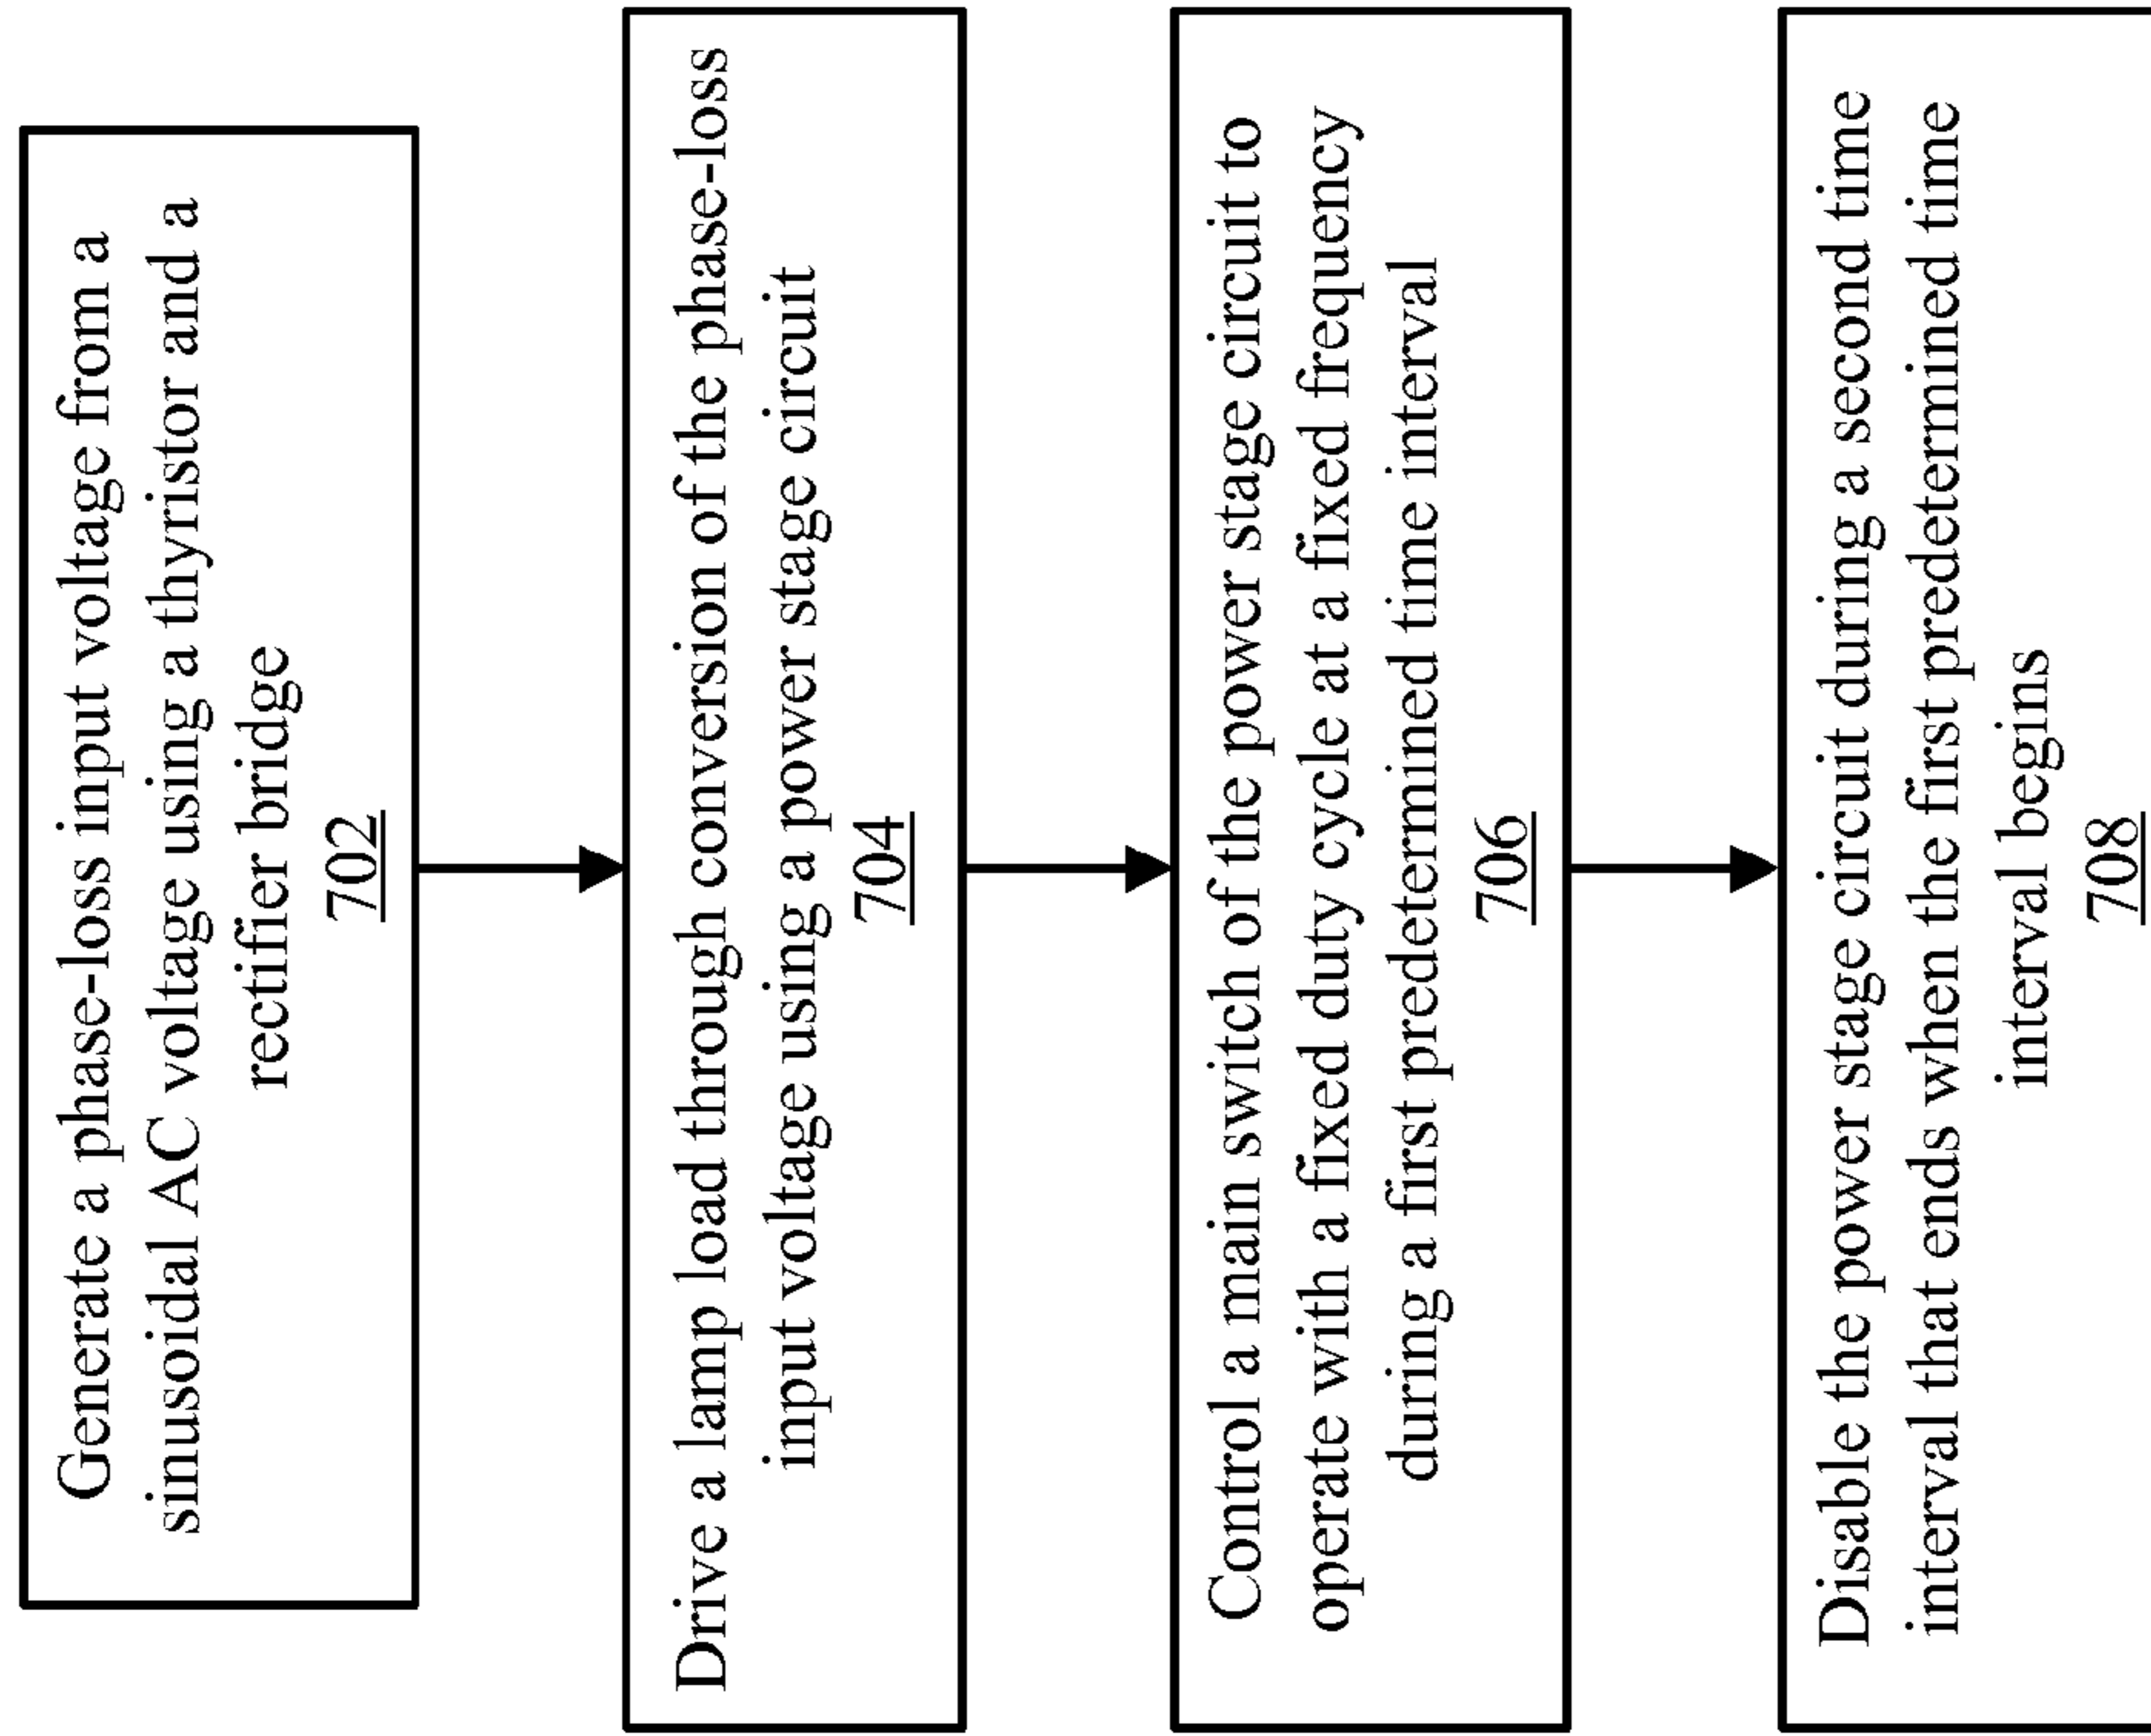 Generate a phase-loss input voltage from a
sinusoidal AC voltage using a thyristor and a
rectifier bridge
702
Drive a lamp load through conversion of the phase-loss
input voltage using a power stage circuit
704
Control a main switch of the power stage circuit to
operate with a fixed duty cycle at a fixed frequency
during a first predetermined time interval
706
Disable the power stage circuit during a second time
interval that ends when the first predetermined time
interval begins
708